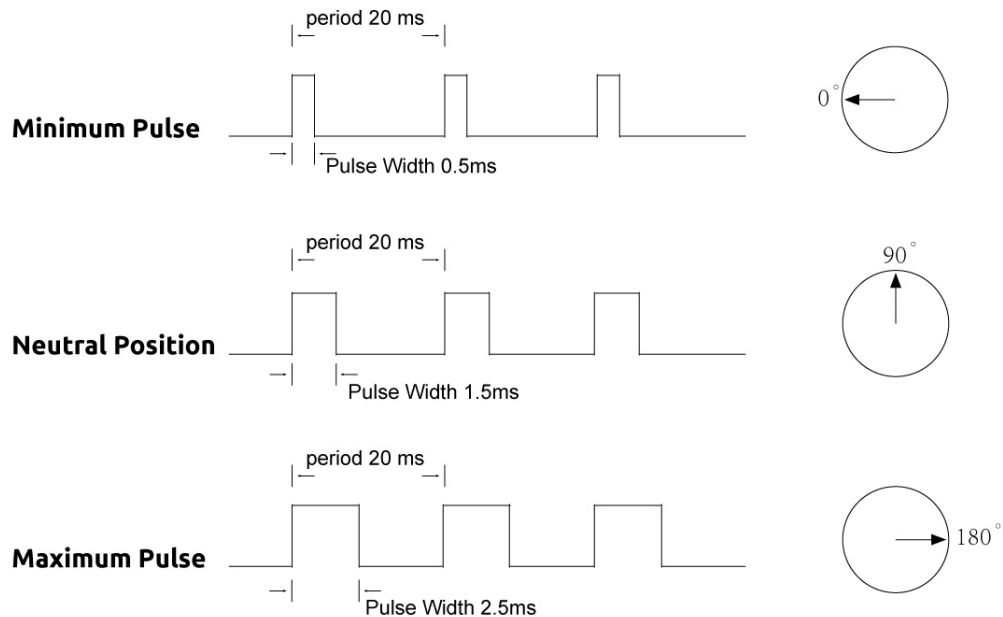 period 20 ms
Minimum Pulse
0°
Pulse Width 0.5ms
period 20 ms
90°
Neutral Position
Pulse Width 1.5ms
period 20 ms
Maximum Pulse
180°
Pulse Width 2.5ms